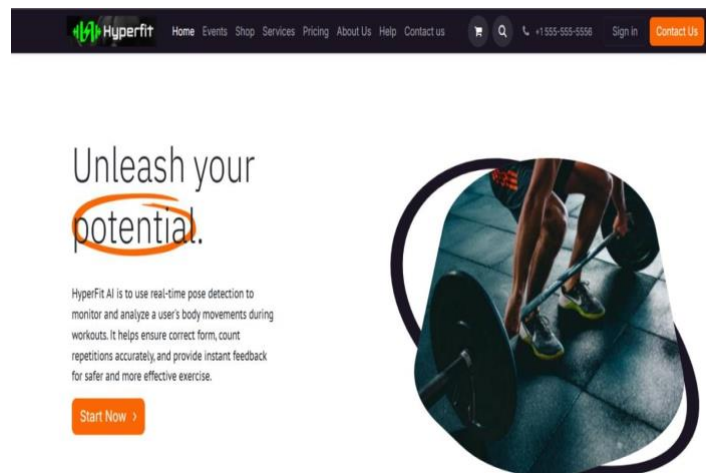 Hyperfit
Home Events Shop Services Pricing About Us Help Contact us
+1 555-555-5556
Sign in
Contact Us
Unleash your
potential.
HyperFit AI is to use real-time pose detection to
monitor and analyze a user's body movements during
workouts. It helps ensure correct form, count
repetitions accurately, and provide instant feedback
for safer and more effective exercise.
Start Now >